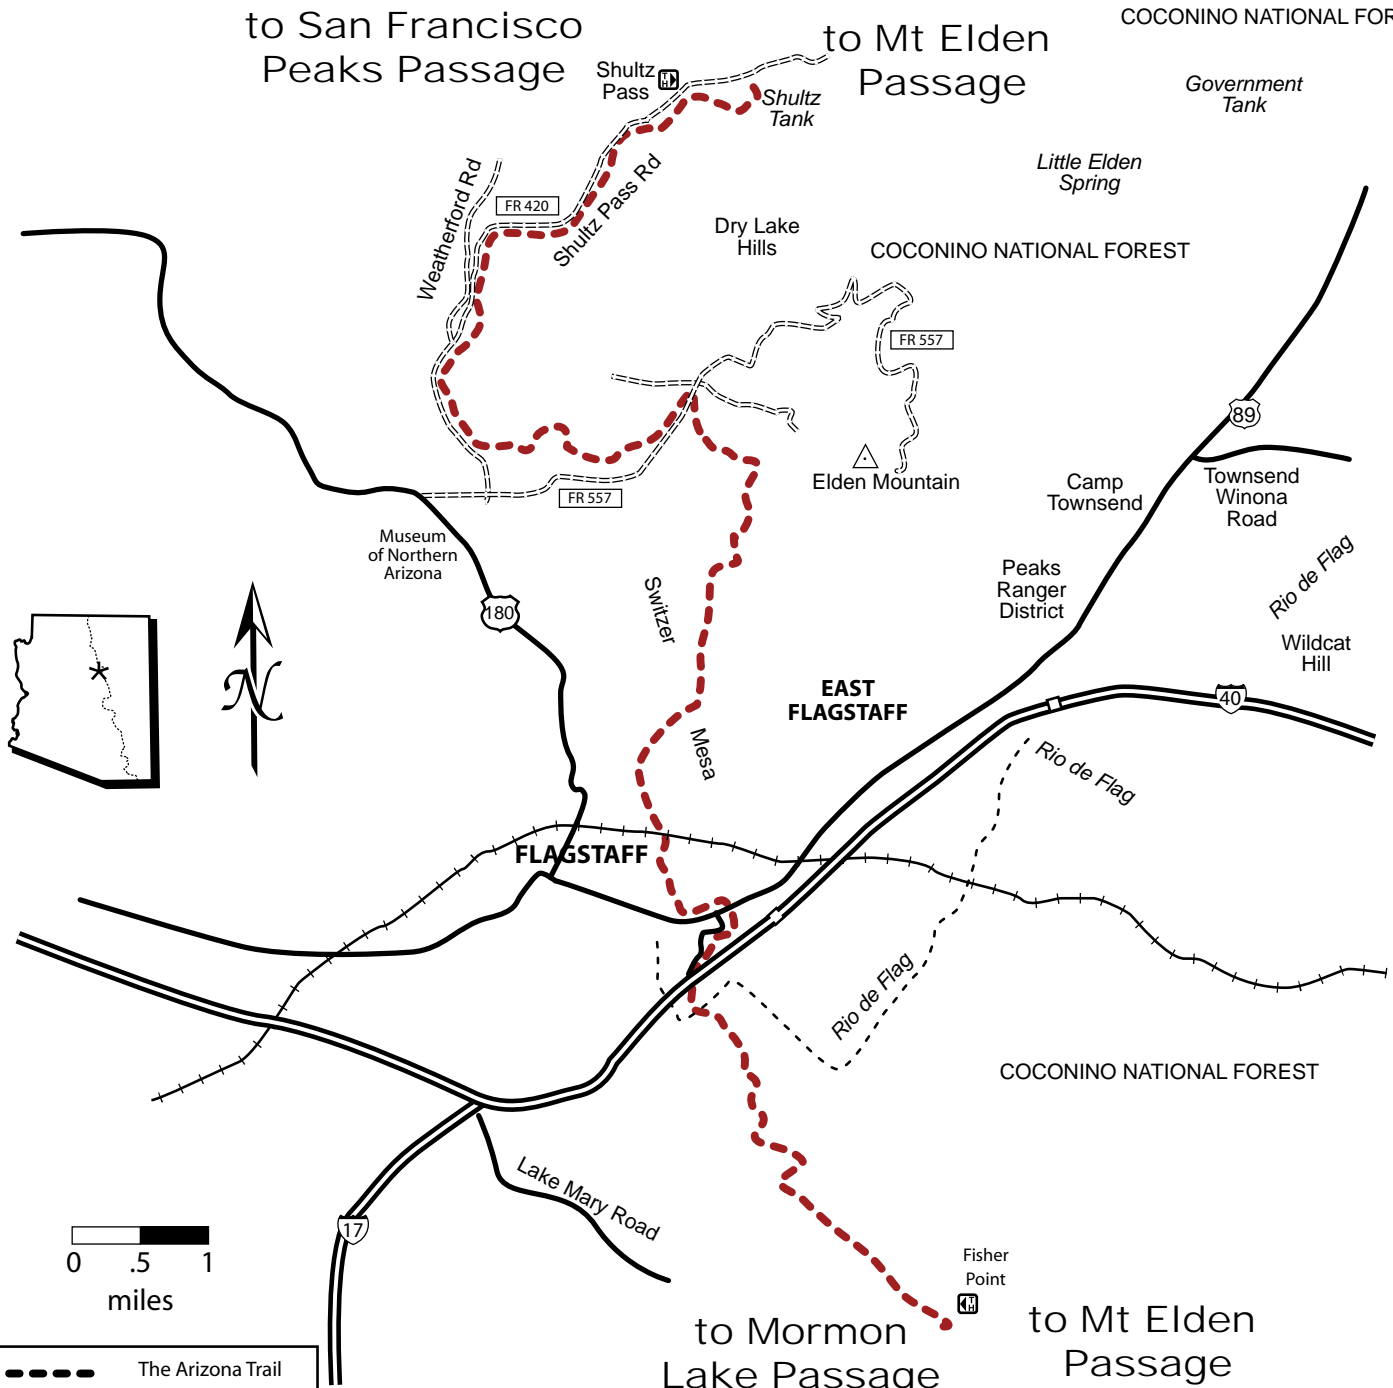 to San Francisco
Peaks Passage
to Mt Elden
Passage
COCONINO NATIONAL FOR
Shultz
Pass
TH
Shultz
Tank
Government
Tank
Little Elden
Spring
Weatherford Rd
FR 420
Shultz Pass Rd
Dry Lake
Hills
COCONINO NATIONAL FOREST
FR 557
89
Elden Mountain
Camp
Townsend
Townsend
Winona
Road
FR 557
Museum
of Northern
Arizona
Peaks
Ranger
District
Rio de Flag
180
Switzer
Wildcat
Hill
N
EAST
FLAGSTAFF
40
Mesa
Rio de Flag
FLAGSTAFF
Rio de Flag
COCONINO NATIONAL FOREST
Lake Mary Road
17
0 .5 1
miles
Fisher
Point
TH
to Mormon
Lake Passage
to Mt Elden
Passage
The Arizona Trail